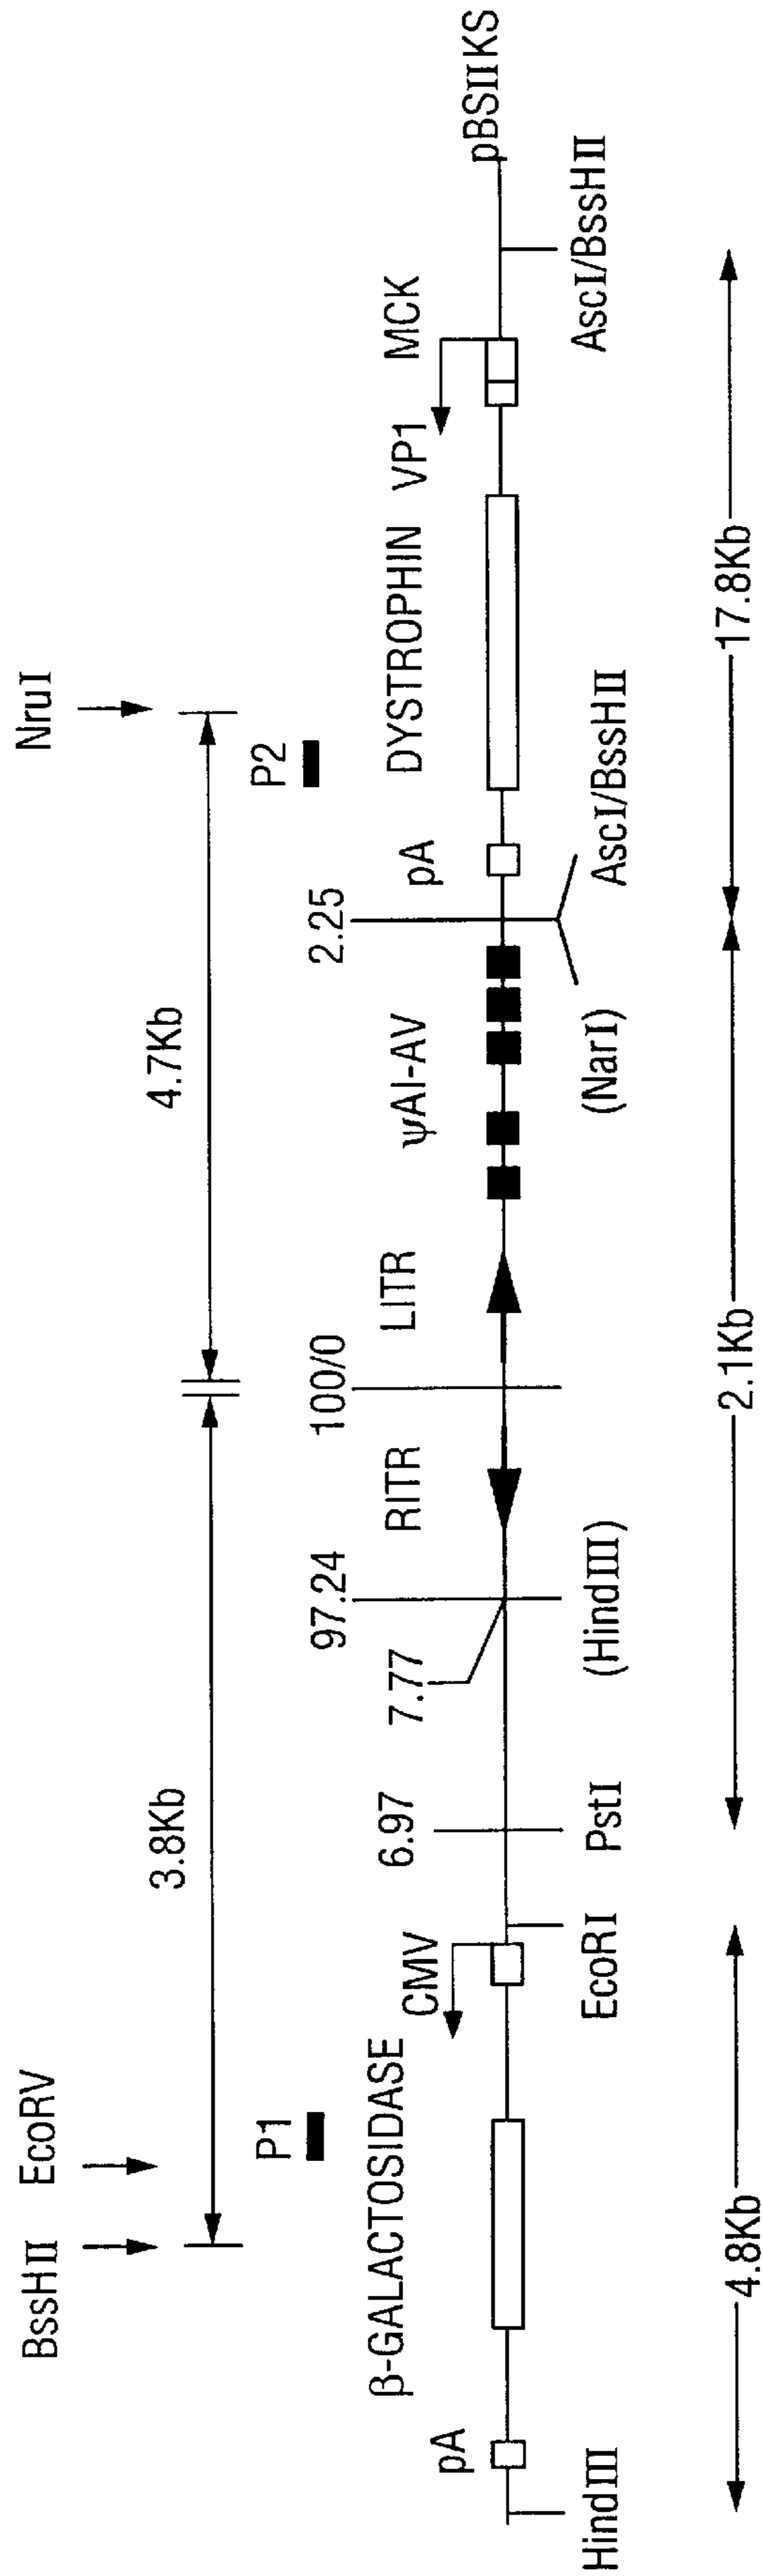 BssHII
EcoRV
NruI
3.8Kb
4.7Kb
P1
P2
97.24
100/0
2.25
β-GALACTOSIDASE
CMV
6.97
7.77
RITR
LITR
ψAI-AV
pA
DYSTROPHIN
VP1
MCK
pA
pBSIIKS
HindIII
EcoRI
PstI
(HindIII)
(NarI)
AscI/BssHII
AscI/BssHII
4.8Kb
2.1Kb
17.8Kb